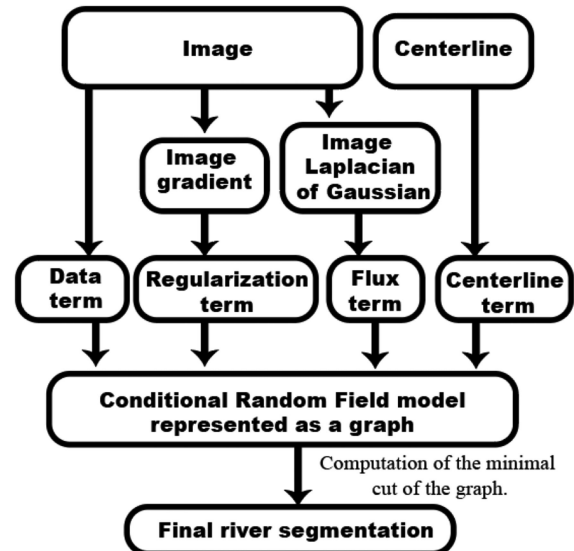 Image
Centerline
Image
gradient
Image
Laplacian
of Gaussian
Data
term
Regularization
term
Flux
term
Centerline
term
Conditional Random Field model
represented as a graph
Computation of the minimal
cut of the graph.
Final river segmentation